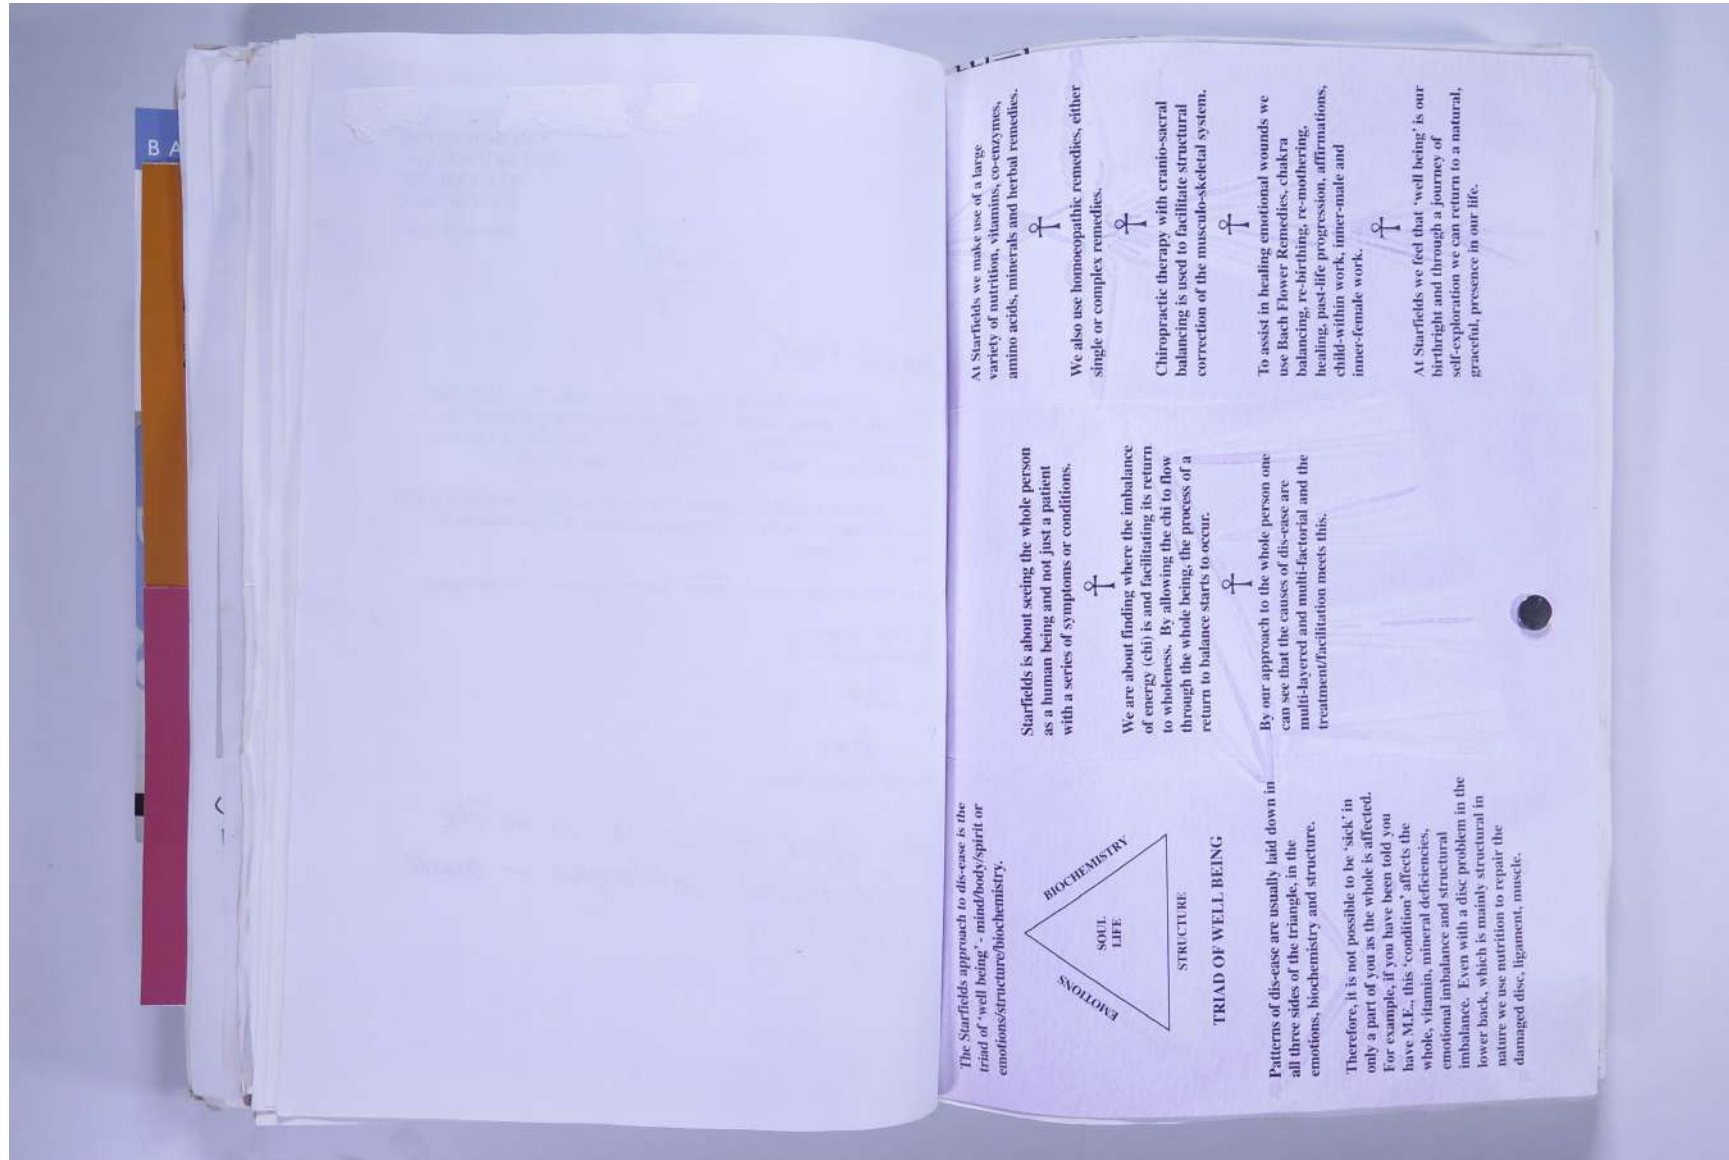 The Starfields approach to dis-ease is the
triad of 'well being' - mind/body/spirit or
emotions/structure/biochemistry.
EMOTIONS
BIOCHEMISTRY
SOUL
LIFE
STRUCTURE
TRIAD OF WELL BEING
Patterns of dis-ease are usually laid down in
all three sides of the triangle, in the
emotions, biochemistry and structure.
Therefore, it is not possible to be 'sick' in
only a part of you as the whole is affected.
For example, if you have been told you
have M.E., this 'condition' affects the
whole, vitamin, mineral deficiencies,
emotional imbalance and structural
imbalance. Even with a disc problem in the
lower back, which is mainly structural in
nature we use nutrition to repair the
damaged disc, ligament, muscle.
Starfields is about seeing the whole person
as a human being and not just a patient
with a series of symptoms or conditions.
We are about finding where the imbalance
of energy (chi) is and facilitating its return
to wholeness. By allowing the chi to flow
through the whole being, the process of a
return to balance starts to occur.
By our approach to the whole person one
can see that the causes of dis-ease are
multi-layered and multi-factorial and the
treatment/facilitation meets this.
At Starfields we make use of a large
variety of nutrition, vitamins, co-enzymes,
amino acids, minerals and herbal remedies.
We also use homoeopathic remedies, either
single or complex remedies.
Chiropractic therapy with cranio-sacral
balancing is used to facilitate structural
correction of the musculo-skeletal system.
To assist in healing emotional wounds we
use Bach Flower Remedies, chakra
balancing, re-birthing, re-mothering,
healing, past-life progression, affirmations,
child-within work, inner-male and
inner-female work.
At Starfields we feel that 'well being' is our
birthright and through a journey of
self-exploration we can return to a natural,
graceful, presence in our life.
B A